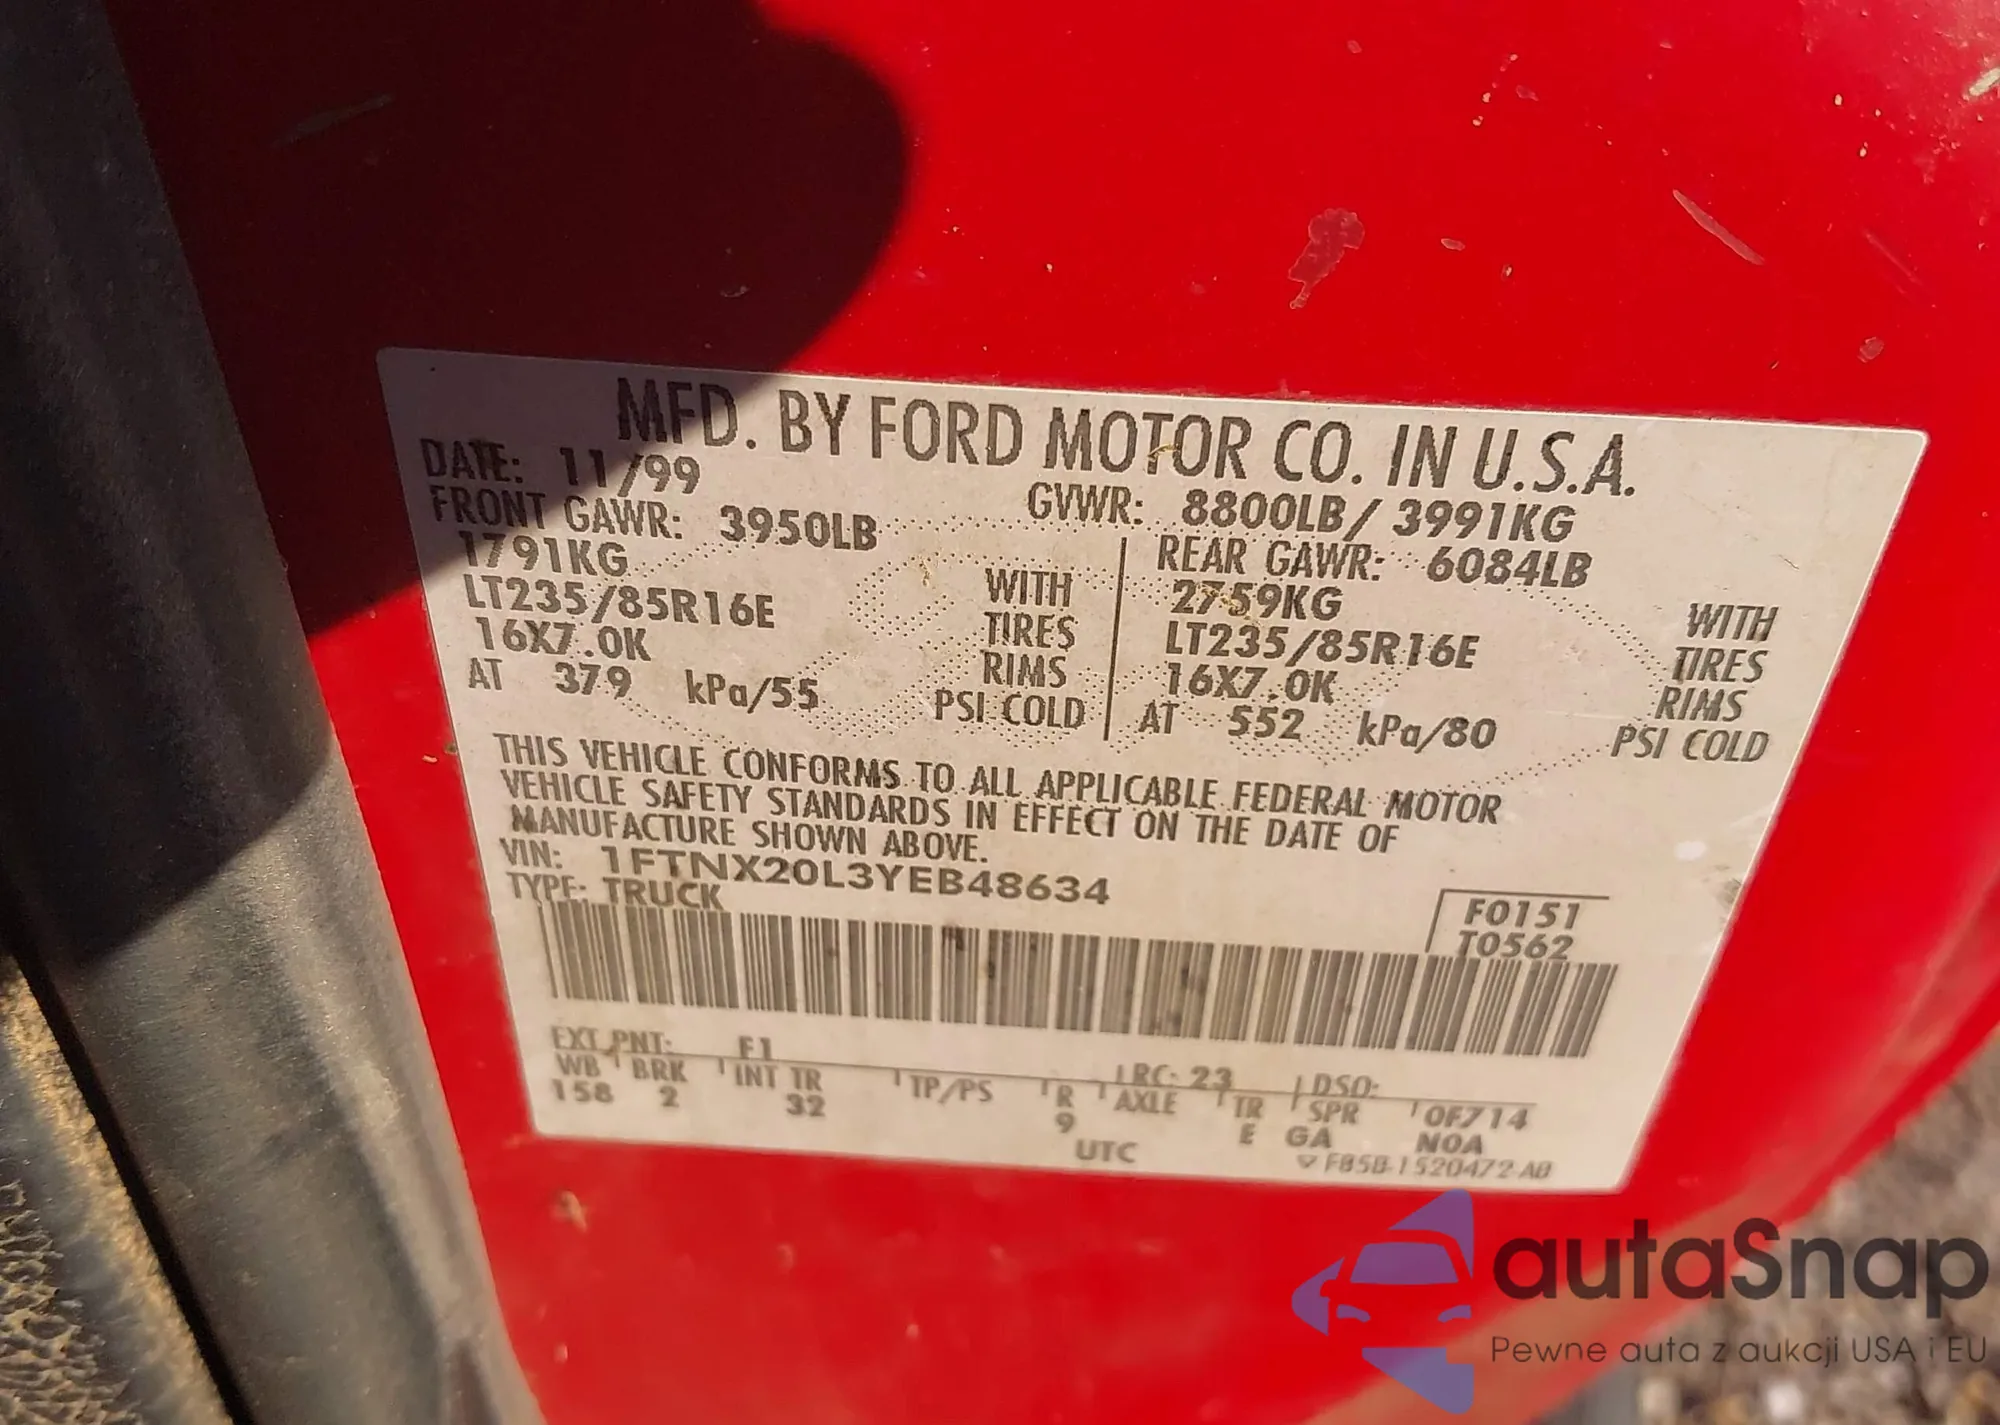 MFD. BY FORD MOTOR CO. IN U.S.A.
DATE: 11/99 GVWR: 8800LB/ 3991KG
FRONT GAWR: 3950LB REAR GAWR: 6084LB
1791KG WITH 2759KG WITH
LT235/85R16E TIRES LT235/85R16E TIRES
16X7.0K RIMS 16X7.0K RIMS
AT 379 kPa/55 PSI COLD AT 552 kPa/80 PSI COLD
THIS VEHICLE CONFORMS TO ALL APPLICABLE FEDERAL MOTOR
VEHICLE SAFETY STANDARDS IN EFFECT ON THE DATE OF
MANUFACTURE SHOWN ABOVE.
VIN: 1FTNX20L3YEB48634
TYPE: TRUCK
F0151
T0562
EXT PNT: F1 RC: 23 DSO:
WB BRK INT TR TP/PS R AXLE TR SPR 0F714
158 2 32 9 E GA N0A
UTC F85B-1520472-AB
autaSnap
Pewne auta z aukcji USA i EU